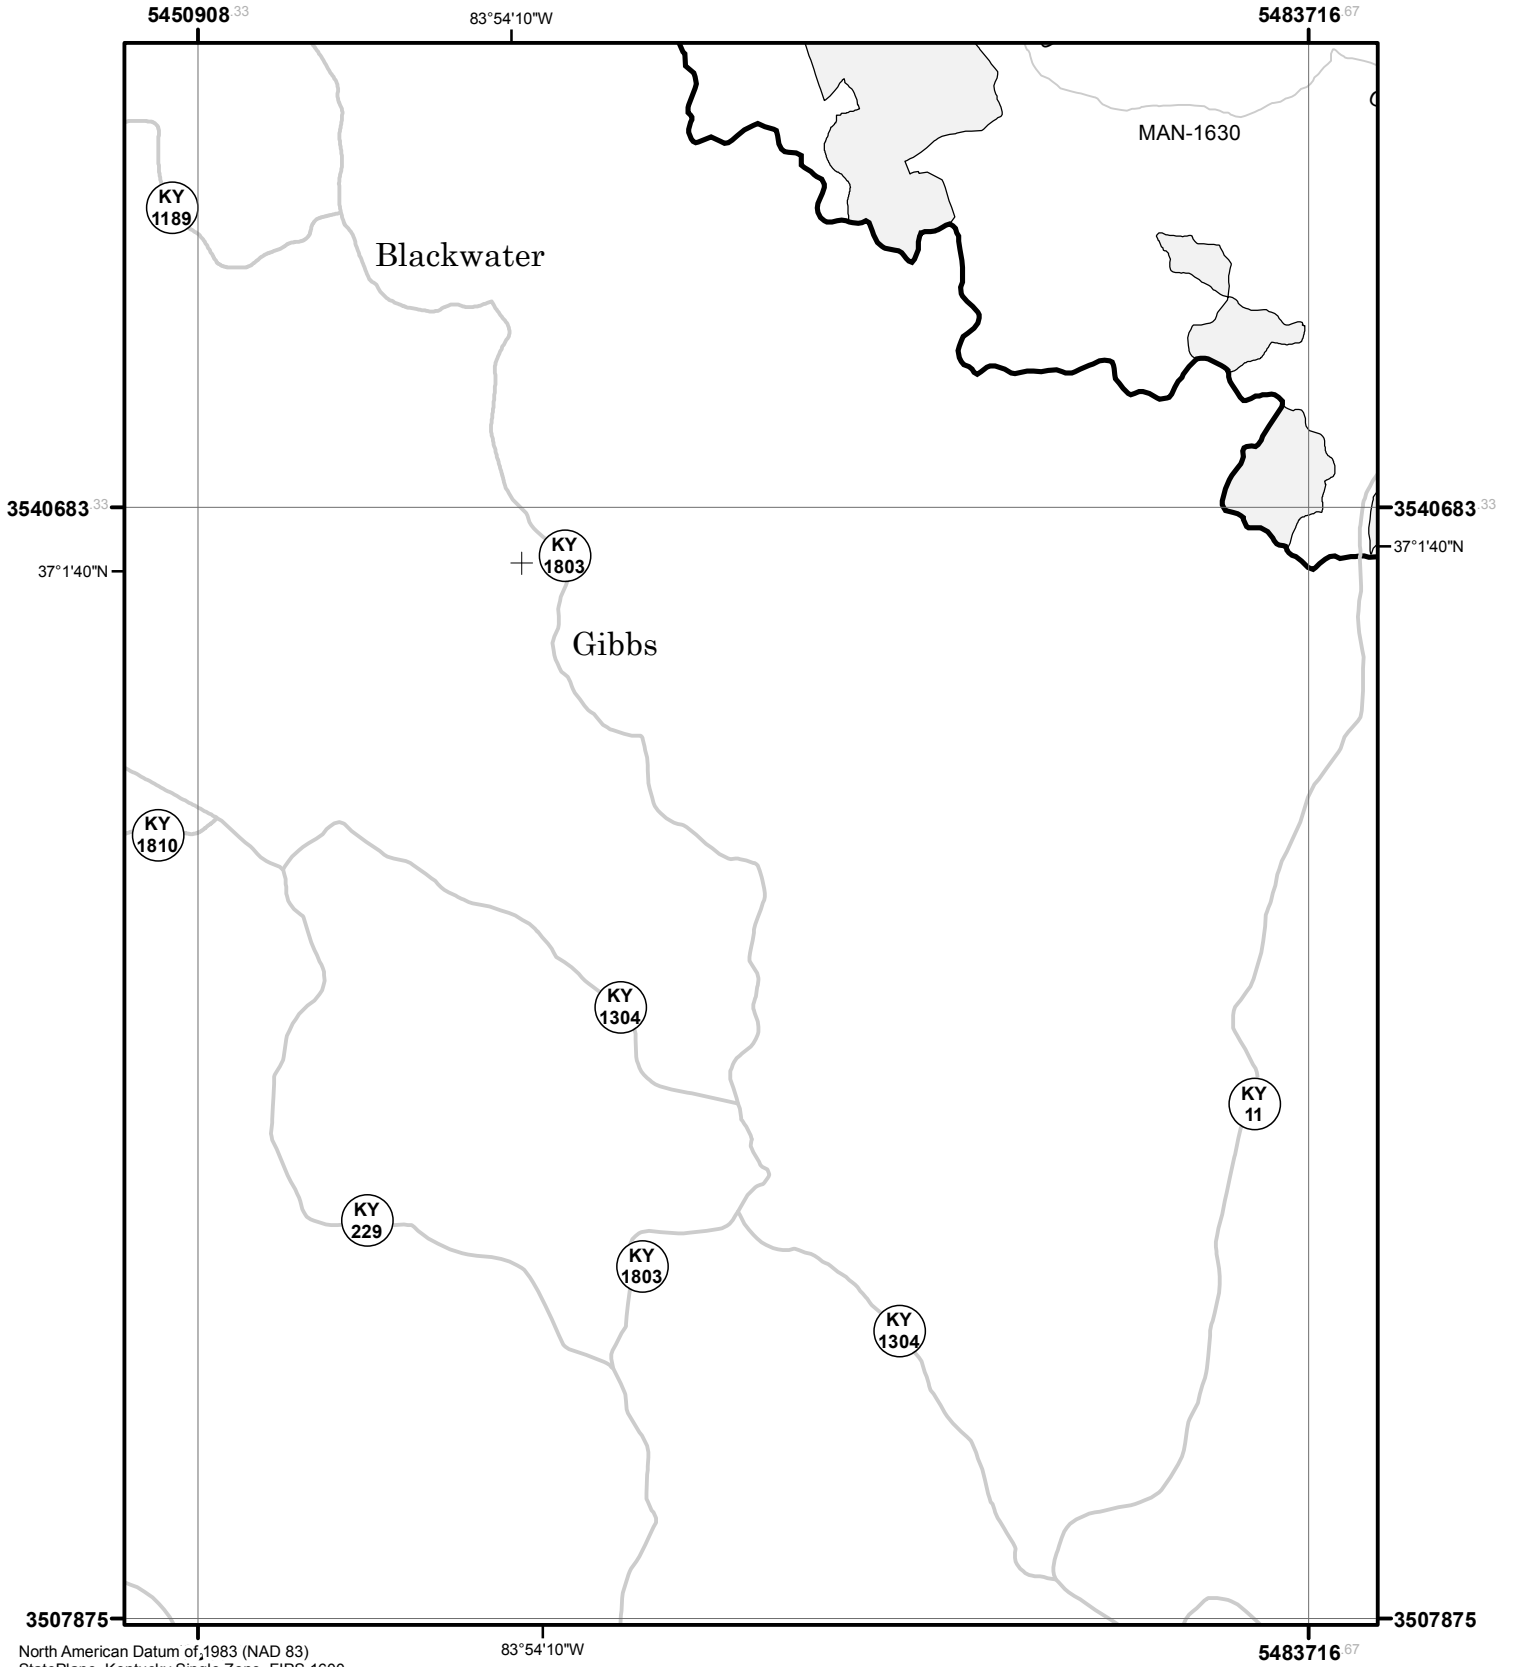 5450908.33
83°54'10"W
5483716.67
MAN-1630
KY
1189
Blackwater
3540683.33
3540683.33
37°1'40"N
37°1'40"N
KY
1803
Gibbs
KY
1810
KY
1304
KY
11
KY
229
KY
1803
KY
1304
3507875
3507875
North American Datum of 1983 (NAD 83)
83°54'10"W
5483716.67